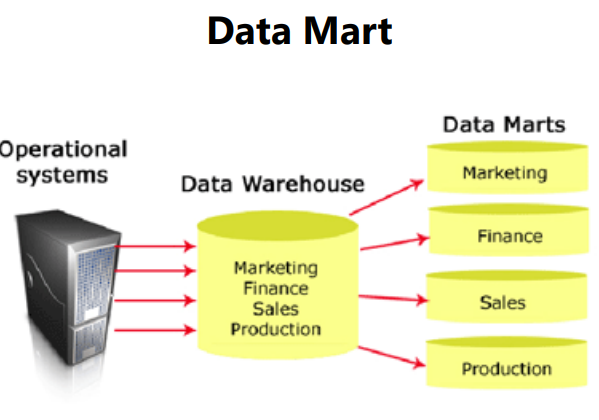 Data Mart
Operational
systems
Data Warehouse
Marketing
Finance
Sales
Production
Data Marts
Marketing
Finance
Sales
Production